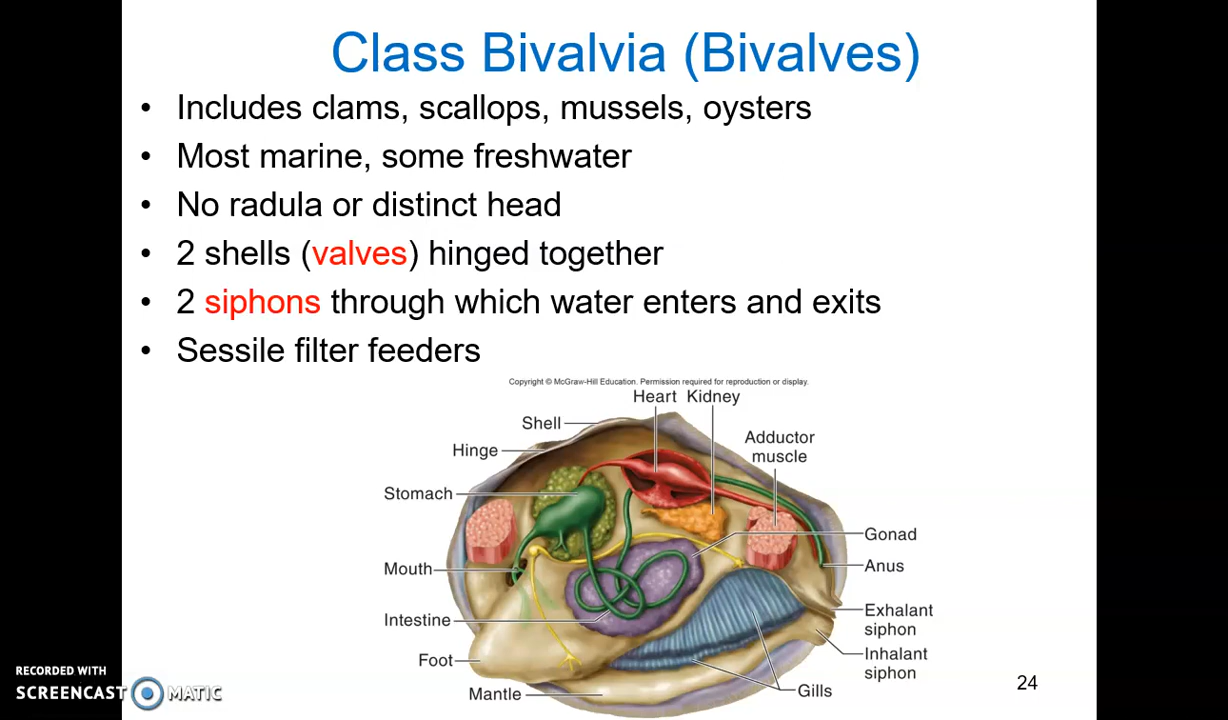 Class Bivalvia (Bivalves)
• Includes clams, scallops, mussels, oysters
• Most marine, some freshwater
• No radula or distinct head
• 2 shells (valves) hinged together
• 2 siphons through which water enters and exits
• Sessile filter feeders
Copyright © McGraw-Hill Education. Permission required for reproduction or display.
Heart Kidney
Shell
Adductor
muscle
Hinge
Stomach
Gonad
Mouth
Anus
Exhalant
siphon
Intestine
Inhalant
siphon
Foot
Mantle
Gills
24
RECORDED WITH
SCREENCAST MATIC